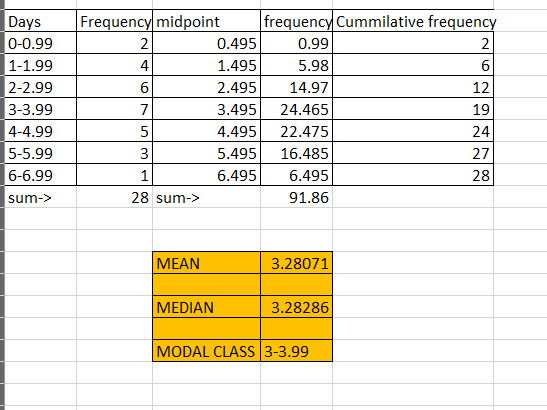 Days Frequency midpoint frequency Cummilative frequency
0-0.99 2 0.495 0.99 2
1-1.99 4 1.495 5.98 6
2-2.99 6 2.495 14.97 12
3-3.99 7 3.495 24.465 19
4-4.99 5 4.495 22.475 24
5-5.99 3 5.495 16.485 27
6-6.99 1 6.495 6.495 28
sum-> 28 sum-> 91.86
MEAN 3.28071
MEDIAN 3.28286
MODAL CLASS 3-3.99